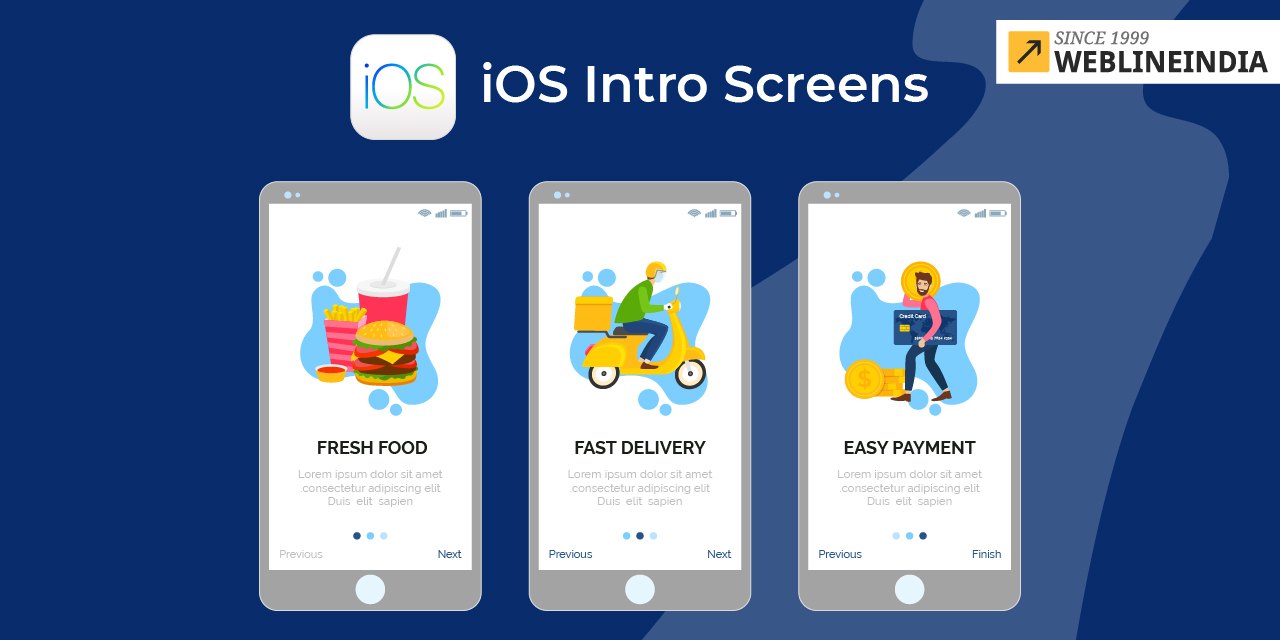 iOS
iOS Intro Screens
SINCE 1999
WEBLINEINDIA
FRESH FOOD
Lorem ipsum dolor sit amet
.consectetur adipiscing elit
Duis elit sapien
Previous
Next
FAST DELIVERY
Lorem ipsum dolor sit amet
.consectetur adipiscing elit
Duis elit sapien
Previous
Next
Credit Card
$
EASY PAYMENT
Lorem ipsum dolor sit amet
.consectetur adipiscing elit
Duis elit sapien
Previous
Finish